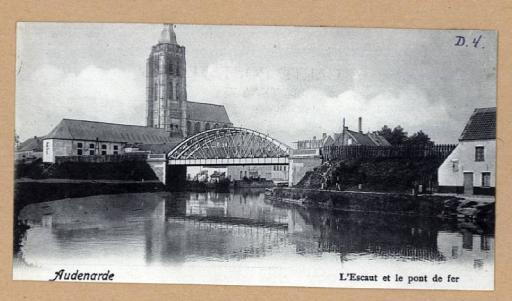 D. 4.
Audenarde
L'Escaut et le pont de fer